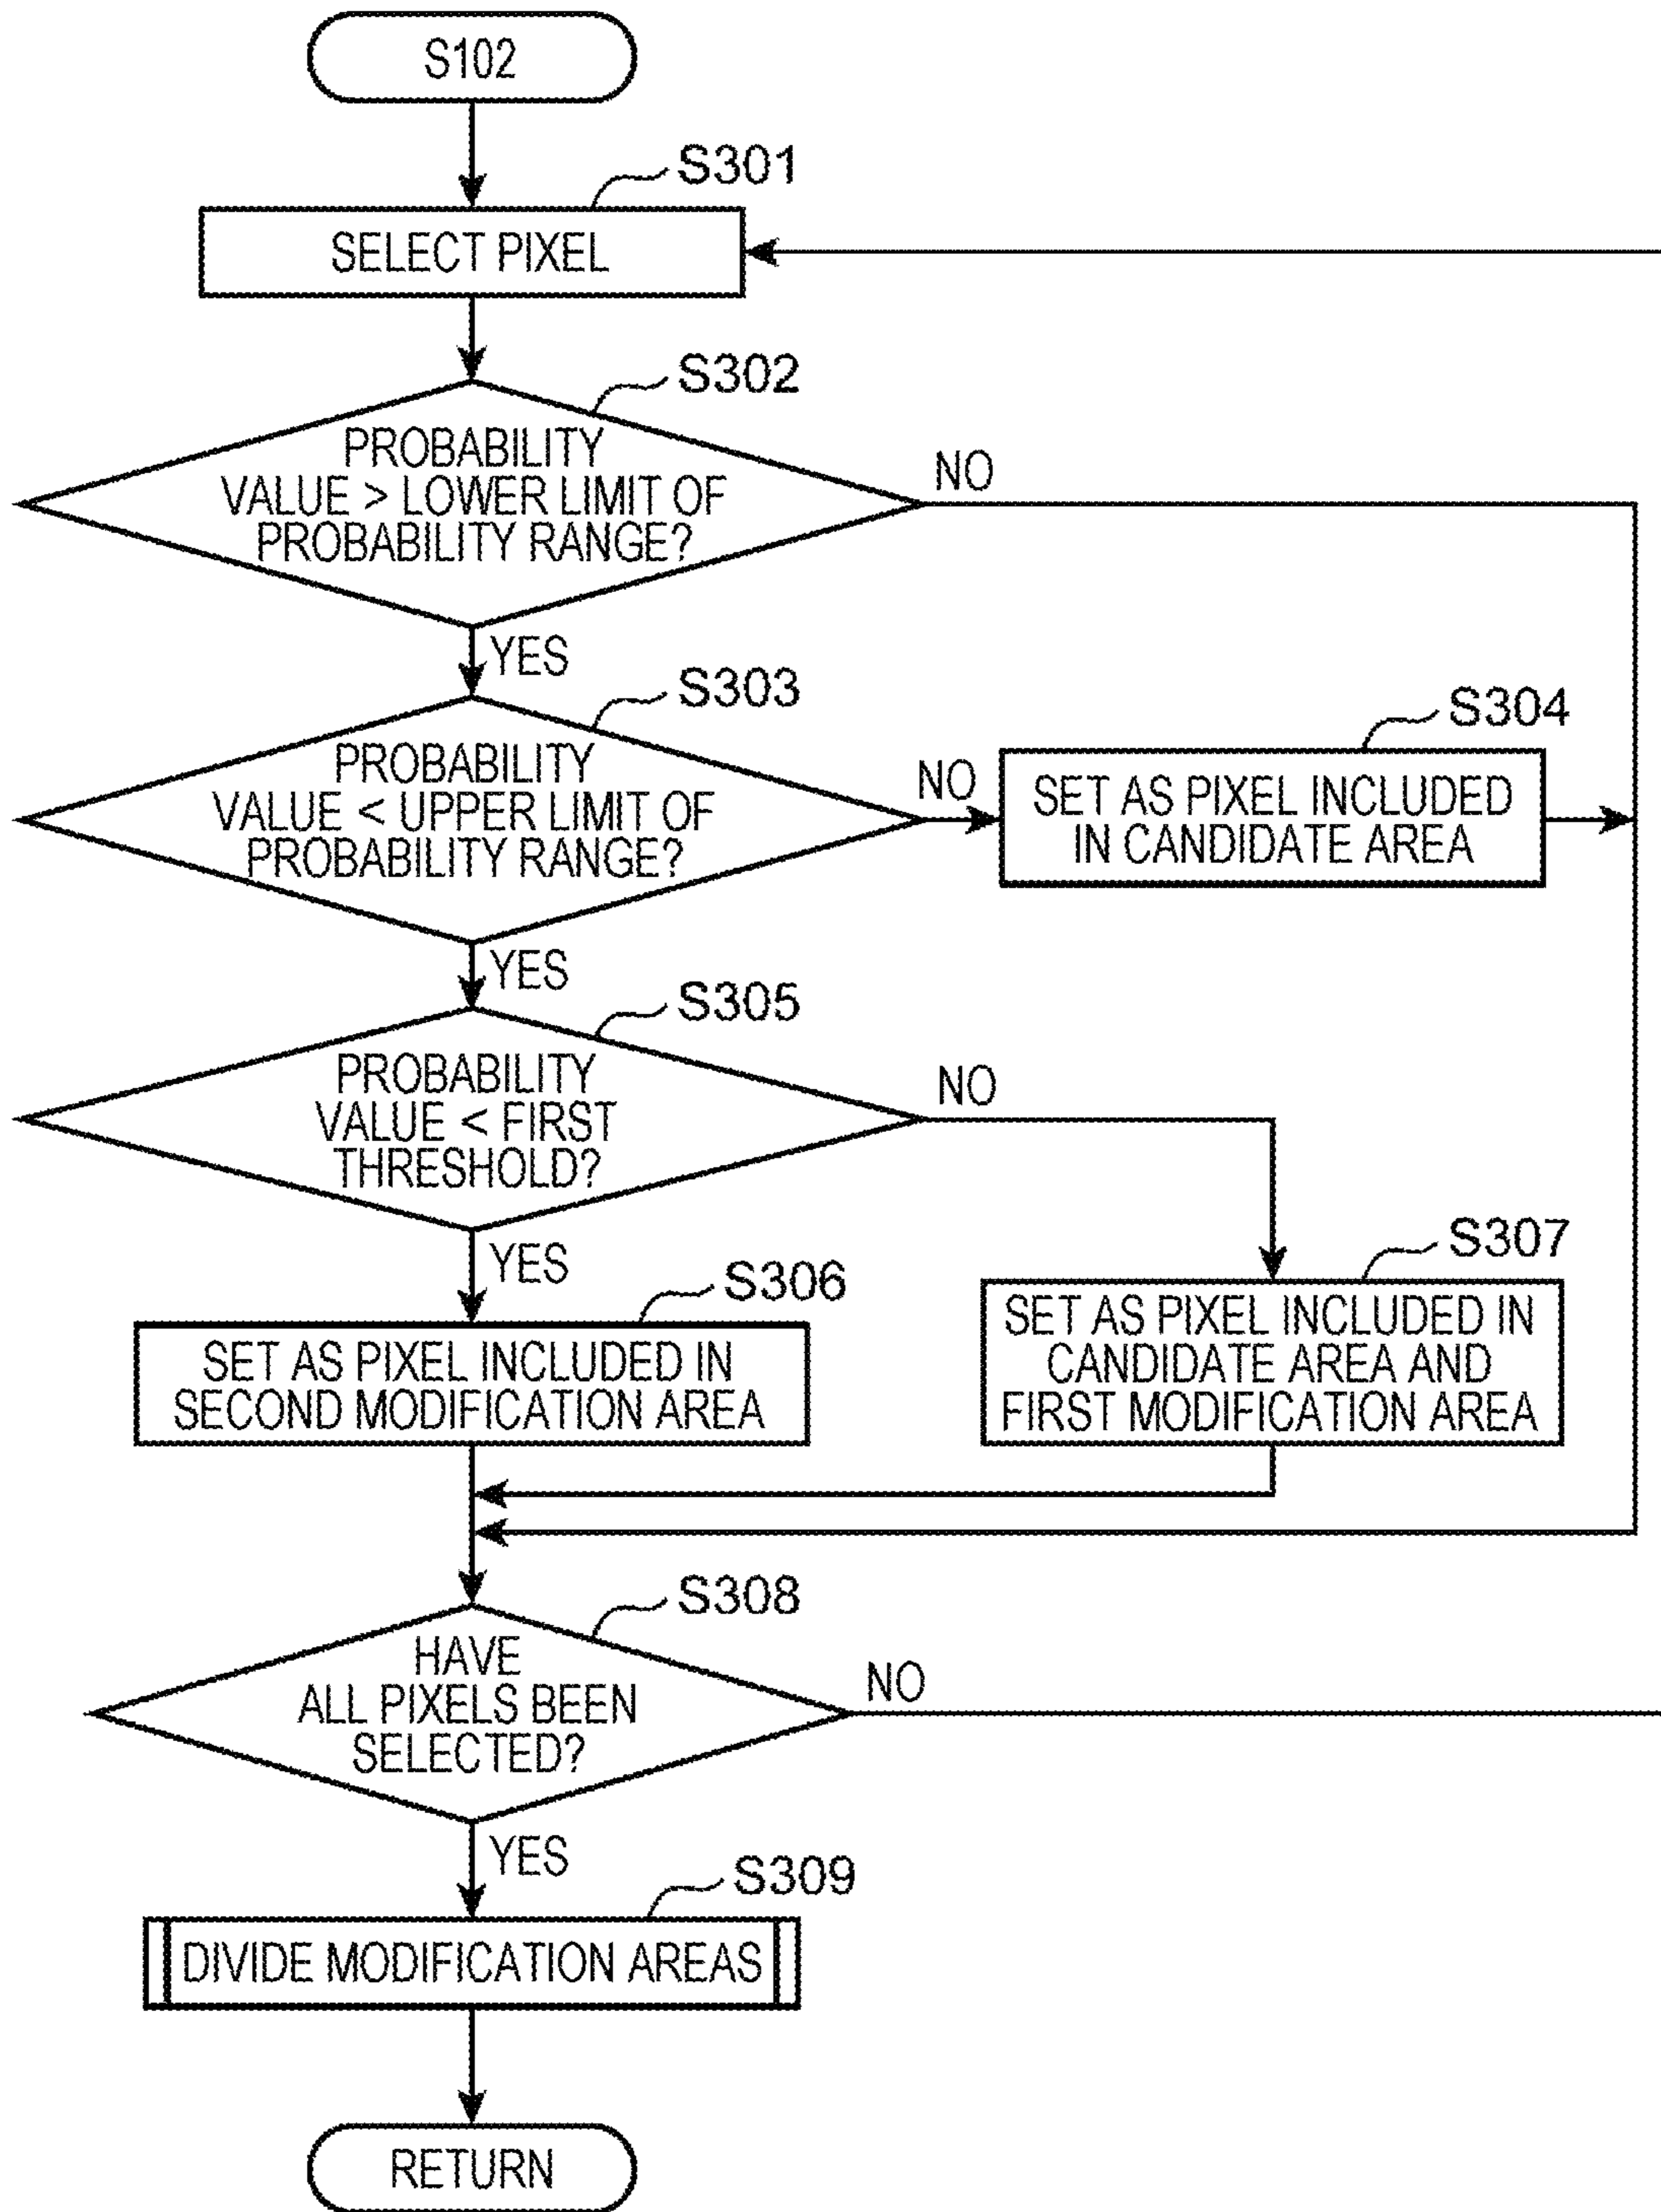 S102
S301
SELECT PIXEL
S302
PROBABILITY
VALUE > LOWER LIMIT OF
PROBABILITY RANGE?
NO
YES
S303
PROBABILITY
VALUE < UPPER LIMIT OF
PROBABILITY RANGE?
NO
S304
SET AS PIXEL INCLUDED
IN CANDIDATE AREA
YES
S305
PROBABILITY
VALUE < FIRST
THRESHOLD?
NO
YES
S306
SET AS PIXEL INCLUDED IN
SECOND MODIFICATION AREA
S307
SET AS PIXEL INCLUDED IN
CANDIDATE AREA AND
FIRST MODIFICATION AREA
S308
HAVE
ALL PIXELS BEEN
SELECTED?
NO
YES
S309
DIVIDE MODIFICATION AREAS
RETURN